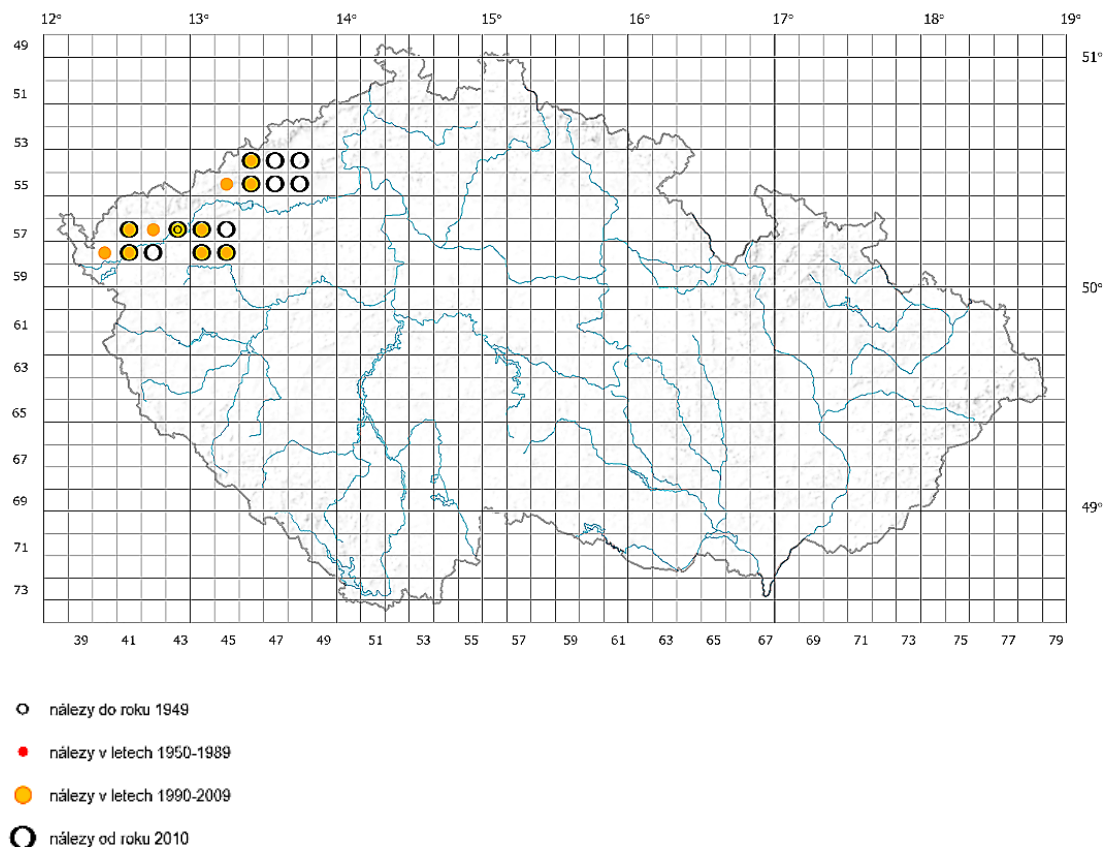 12° 13° 14° 15° 16° 17° 18° 19°
49
51°
51
53
55
57
59
50°
61
63
65
67
69
49°
71
73
39 41 43 45 47 49 51 53 55 57 59 61 63 65 67 69 71 73 75 77 79
nálezy do roku 1949
nálezy v letech 1950-1989
nálezy v letech 1990-2009
nálezy od roku 2010